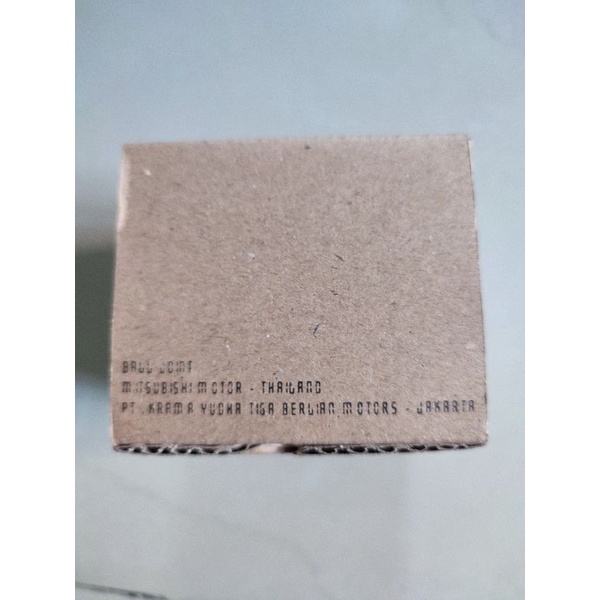 BALL JOINT
MITSUBISHI MOTOR - THAILAND
PT . KRAMA YUDHA TIGA BERLIAN MOTORS - JAKARTA